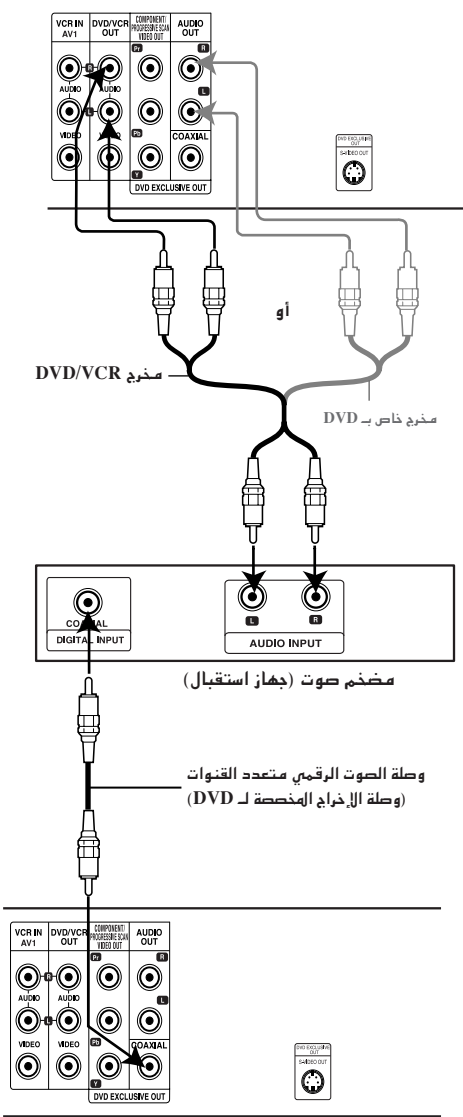 VCR IN DVD/VCR COMPONENT/ AUDIO
AV1 OUT PROGRESSIVE SCAN OUT
VIDEO OUT
Pr R
R
AUDIO AUDIO
L
L
VIDEO VIDEO Pb COAXIAL
Y
DVD EXCLUSIVE OUT
DVD EXCLUSIVE
OUT
S-VIDEO OUT
أو
مخرج DVD/VCR
مخرج خاص بـ DVD
COAXIAL
DIGITAL INPUT
L R
AUDIO INPUT
مضخم صوت (جهاز استقبال)
وصلة الصوت الرقمي متعدد القنوات
(وصلة الإخراج المخصصة لـ DVD)
VCR IN DVD/VCR COMPONENT/ AUDIO
AV1 OUT PROGRESSIVE SCAN OUT
VIDEO OUT
Pr R
R
AUDIO AUDIO
L
L
VIDEO VIDEO Pb COAXIAL
Y
DVD EXCLUSIVE OUT
DVD EXCLUSIVE
OUT
S-VIDEO OUT